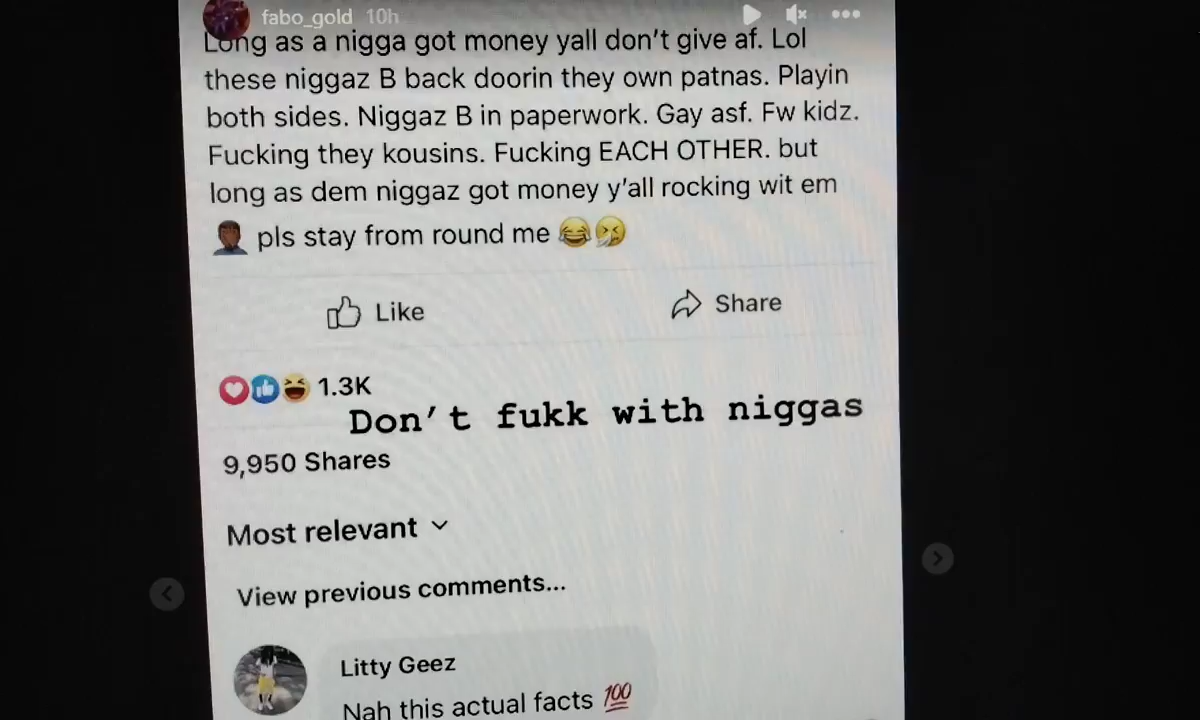 fabo_gold 10h
Long as a nigga got money yall don't give af. Lol
these niggaz B back doorin they own patnas. Playin
both sides. Niggaz B in paperwork. Gay asf. Fw kidz.
Fucking they kousins. Fucking EACH OTHER. but
long as dem niggaz got money y'all rocking wit em
🤦🏾‍♂️ pls stay from round me 😂🤧
Like
Share
1.3K
Don't fukk with niggas
9,950 Shares
Most relevant
View previous comments...
Litty Geez
Nah this actual facts 💯